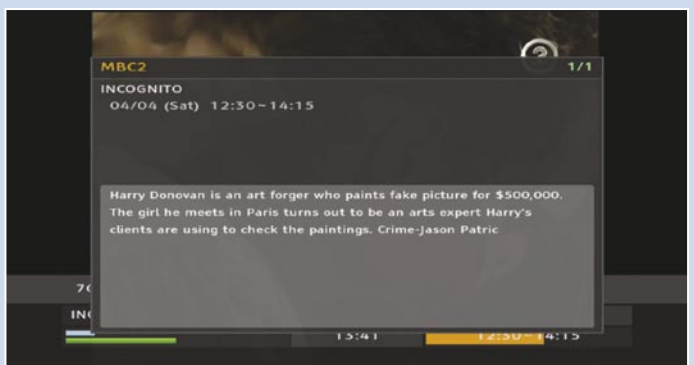 MBC2 1/1
INCOGNITO
04/04 (Sat) 12:30~14:15
Harry Donovan is an art forger who paints fake picture for $500,000.
The girl he meets in Paris turns out to be an arts expert Harry's
clients are using to check the paintings. Crime-Jason Patric
13:41 12:30~14:15